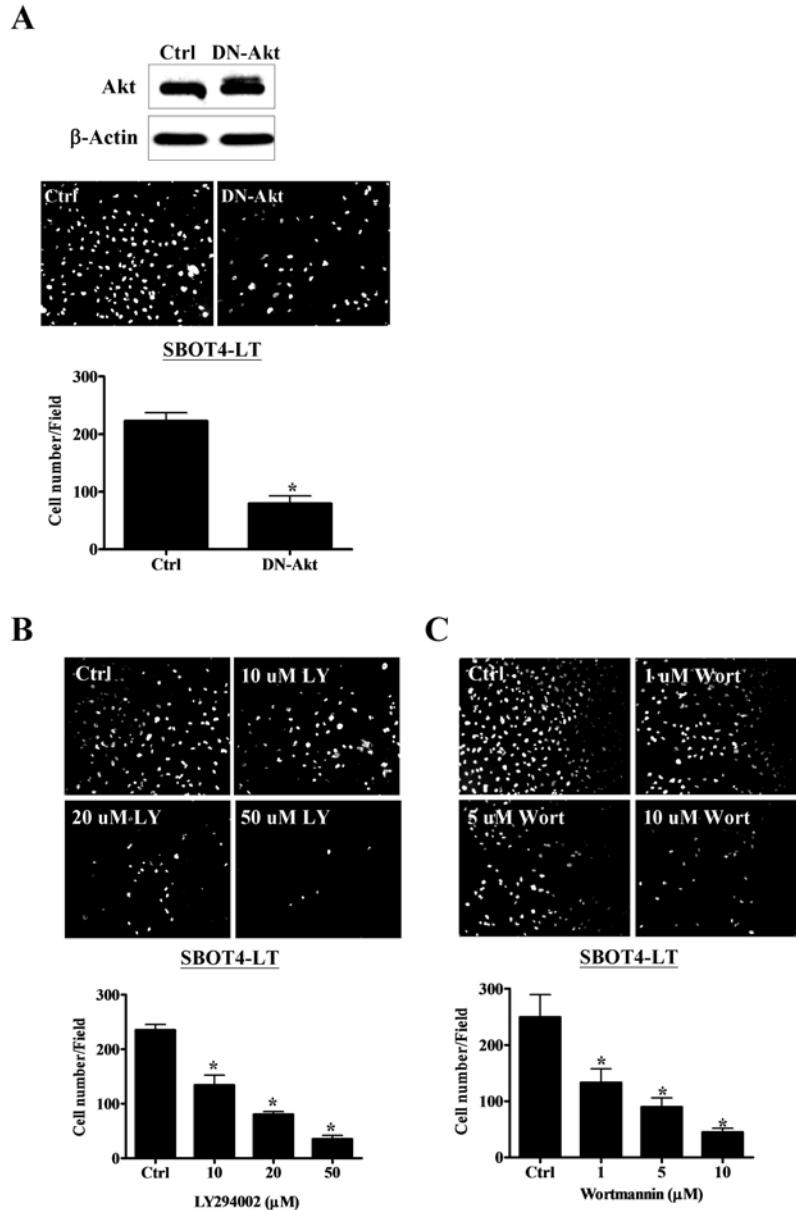 A
Ctrl DN-Akt
Akt
β-Actin
Ctrl
DN-Akt
SBOT4-LT
Cell number/Field
300
200
100
0
*
Ctrl
DN-Akt
B
Ctrl
10 uM LY
20 uM LY
50 uM LY
SBOT4-LT
Cell number/Field
300
200
100
0
*
*
*
Ctrl
10
20
50
LY294002 (μM)
C
Ctrl
1 uM Wort
5 uM Wort
10 uM Wort
SBOT4-LT
Cell number/Field
300
200
100
0
*
*
*
Ctrl
1
5
10
Wortmannin (μM)